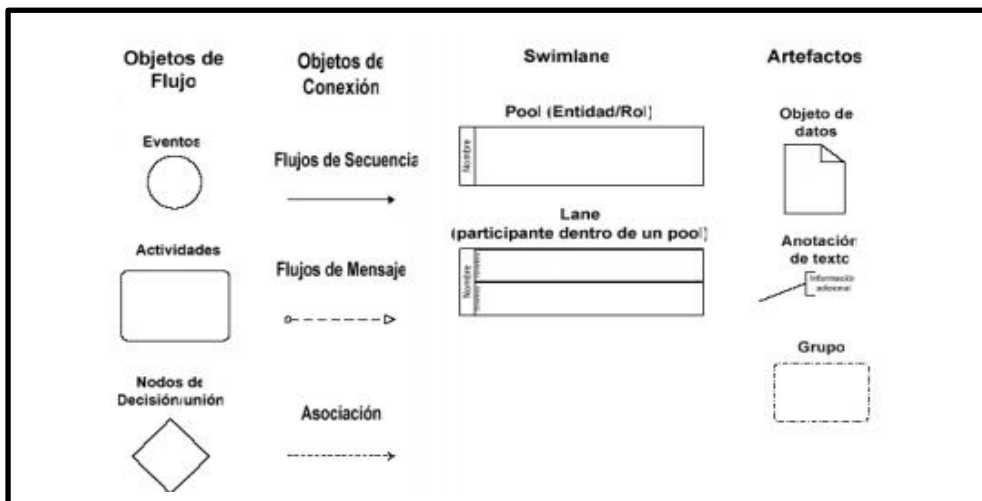 Objetos de
Flujo
Eventos
Actividades
Nodos de
Decisión/unión
Objetos de
Conexión
Flujos de Secuencia
Flujos de Mensaje
Asociación
Swimlane
Pool (Entidad/Rol)
Nombre
Lane
(participante dentro de un pool)
Nombre
Artefactos
Objeto de
datos
Anotación
de texto
Información
adicional
Grupo